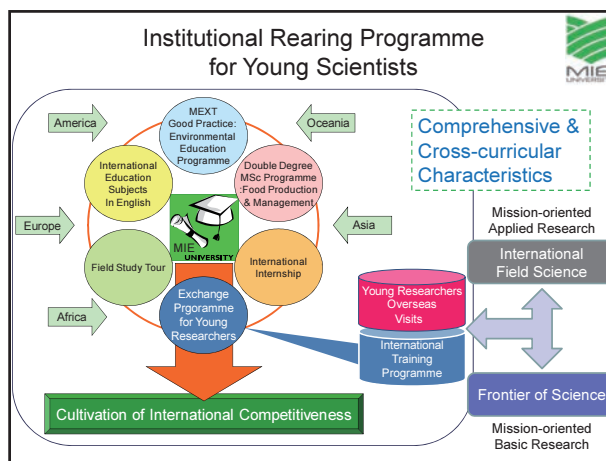 Institutional Rearing Programme
for Young Scientists
MIE
UNIVERSITY
America
Oceania
Europe
Asia
Africa
MEXT
Good Practice:
Environmental
Education
Programme
International
Education
Subjects
In English
Double Degree
MSc Programme
:Food Production
& Management
MIE
UNIVERSITY
Field Study Tour
International
Internship
Exchange
Prgoramme
for Young
Researchers
Cultivation of International Competitiveness
Comprehensive &
Cross-curricular
Characteristics
Mission-oriented
Applied Research
International
Field Science
Young Researchers
Overseas
Visits
International
Training
Programme
Frontier of Science
Mission-oriented
Basic Research